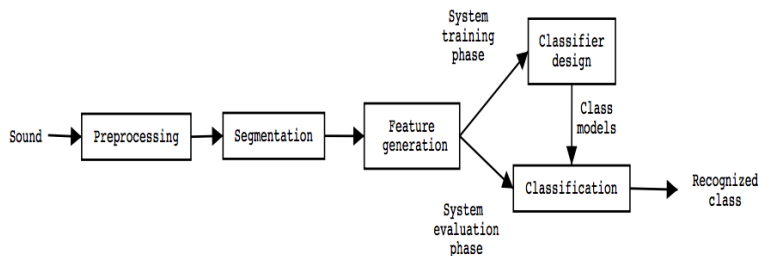 Sound
Preprocessing
Segmentation
Feature
generation
System
training
phase
Classifier
design
Class
models
System
evaluation
phase
Classification
Recognized
class